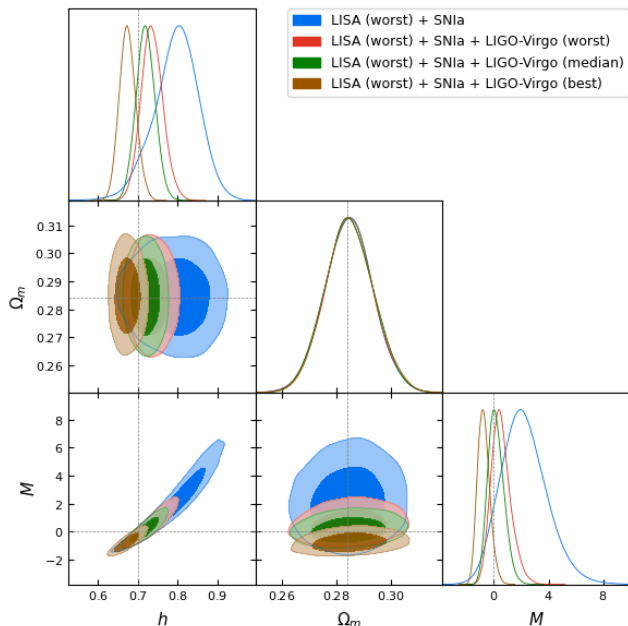 LISA (worst) + SNIa
LISA (worst) + SNIa + LIGO-Virgo (worst)
LISA (worst) + SNIa + LIGO-Virgo (median)
LISA (worst) + SNIa + LIGO-Virgo (best)
0.31
0.30
0.29
0.28
0.27
0.26
Ωm
8
6
4
2
0
−2
M
0.6 0.7 0.8 0.9
0.26 0.28 0.30
0 4 8
h
Ωm
M